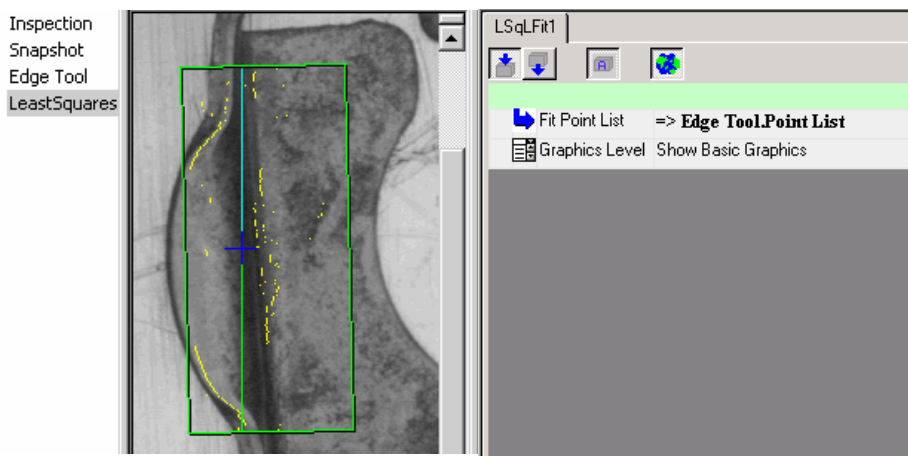 Inspection
Snapshot
Edge Tool
LeastSquares
LSqLFit1
A
Fit Point List => Edge Tool.Point List
Graphics Level Show Basic Graphics